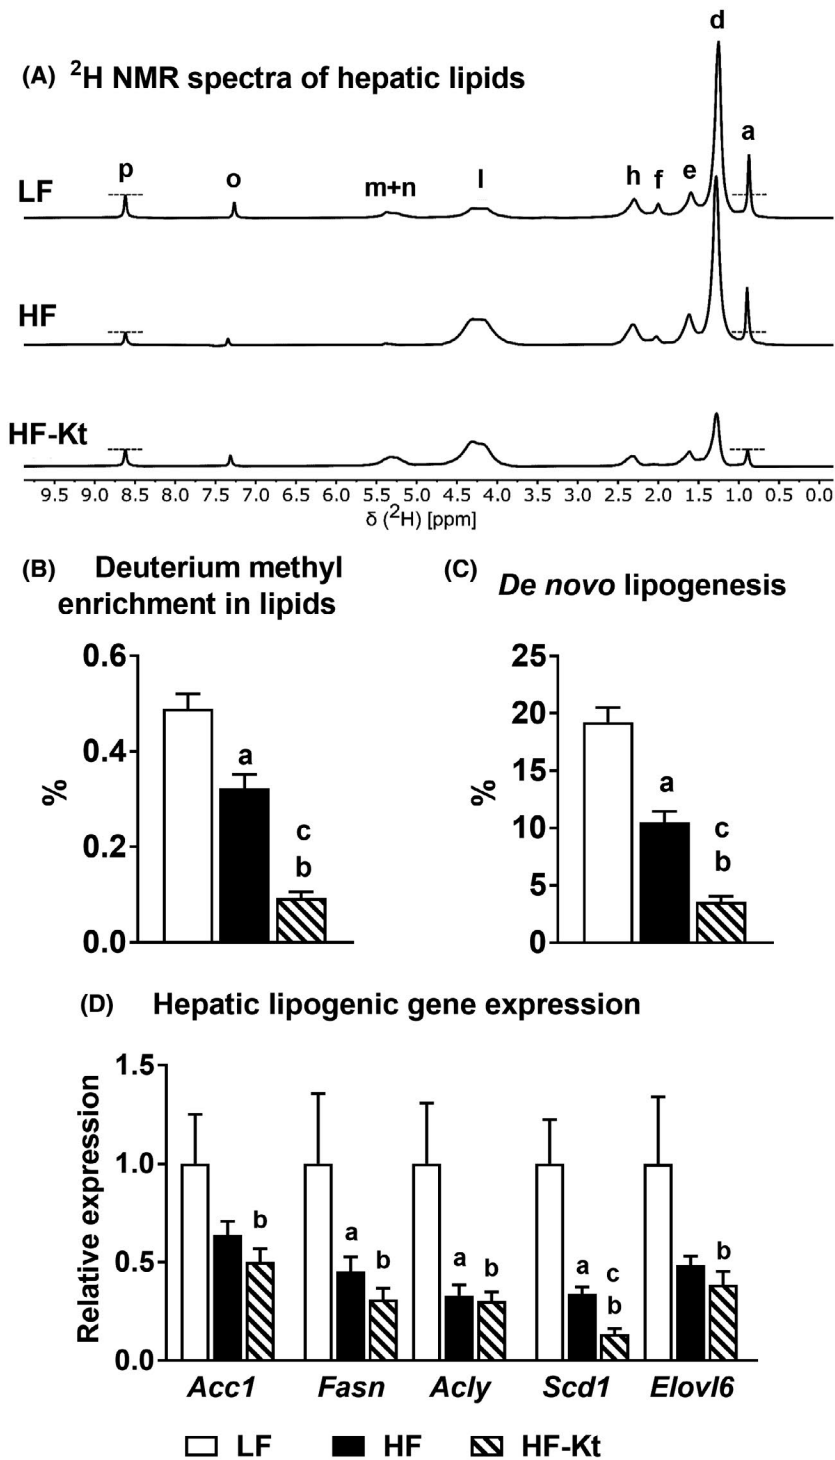 (A) ²H NMR spectra of hepatic lipids
d
a
p
o
m+n
l
h
f
e
LF
HF
HF-Kt
9.5 9.0 8.5 8.0 7.5 7.0 6.5 6.0 5.5 5.0 4.5 4.0 3.5 3.0 2.5 2.0 1.5 1.0 0.5 0.0
δ (²H) [ppm]
(B) Deuterium methyl
enrichment in lipids
0.6
0.4
0.2
0.0
%
a
c
b
(C) De novo lipogenesis
25
20
15
10
5
0
%
a
c
b
(D) Hepatic lipogenic gene expression
1.5
1.0
0.5
0.0
Relative expression
b
a
b
a
b
a
c
b
b
Acc1 Fasn Acly Scd1 Elovl6
LF HF HF-Kt